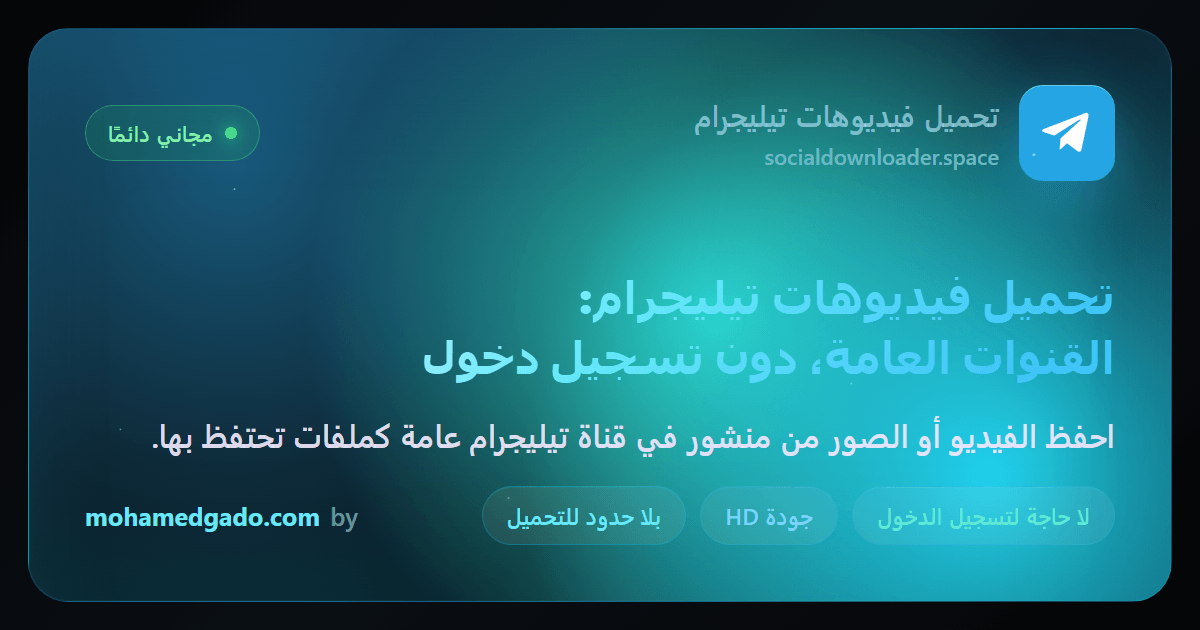 تحميل فيديوهات تيليجرام
socialdownloader.space
مجاني دائمًا
تحميل فيديوهات تيليجرام:
القنوات العامة، دون تسجيل دخول
احفظ الفيديو أو الصور من منشور في قناة تيليجرام عامة كملفات تحتفظ بها.
لا حاجة لتسجيل الدخول
جودة HD
بلا حدود للتحميل
by mohamedgado.com